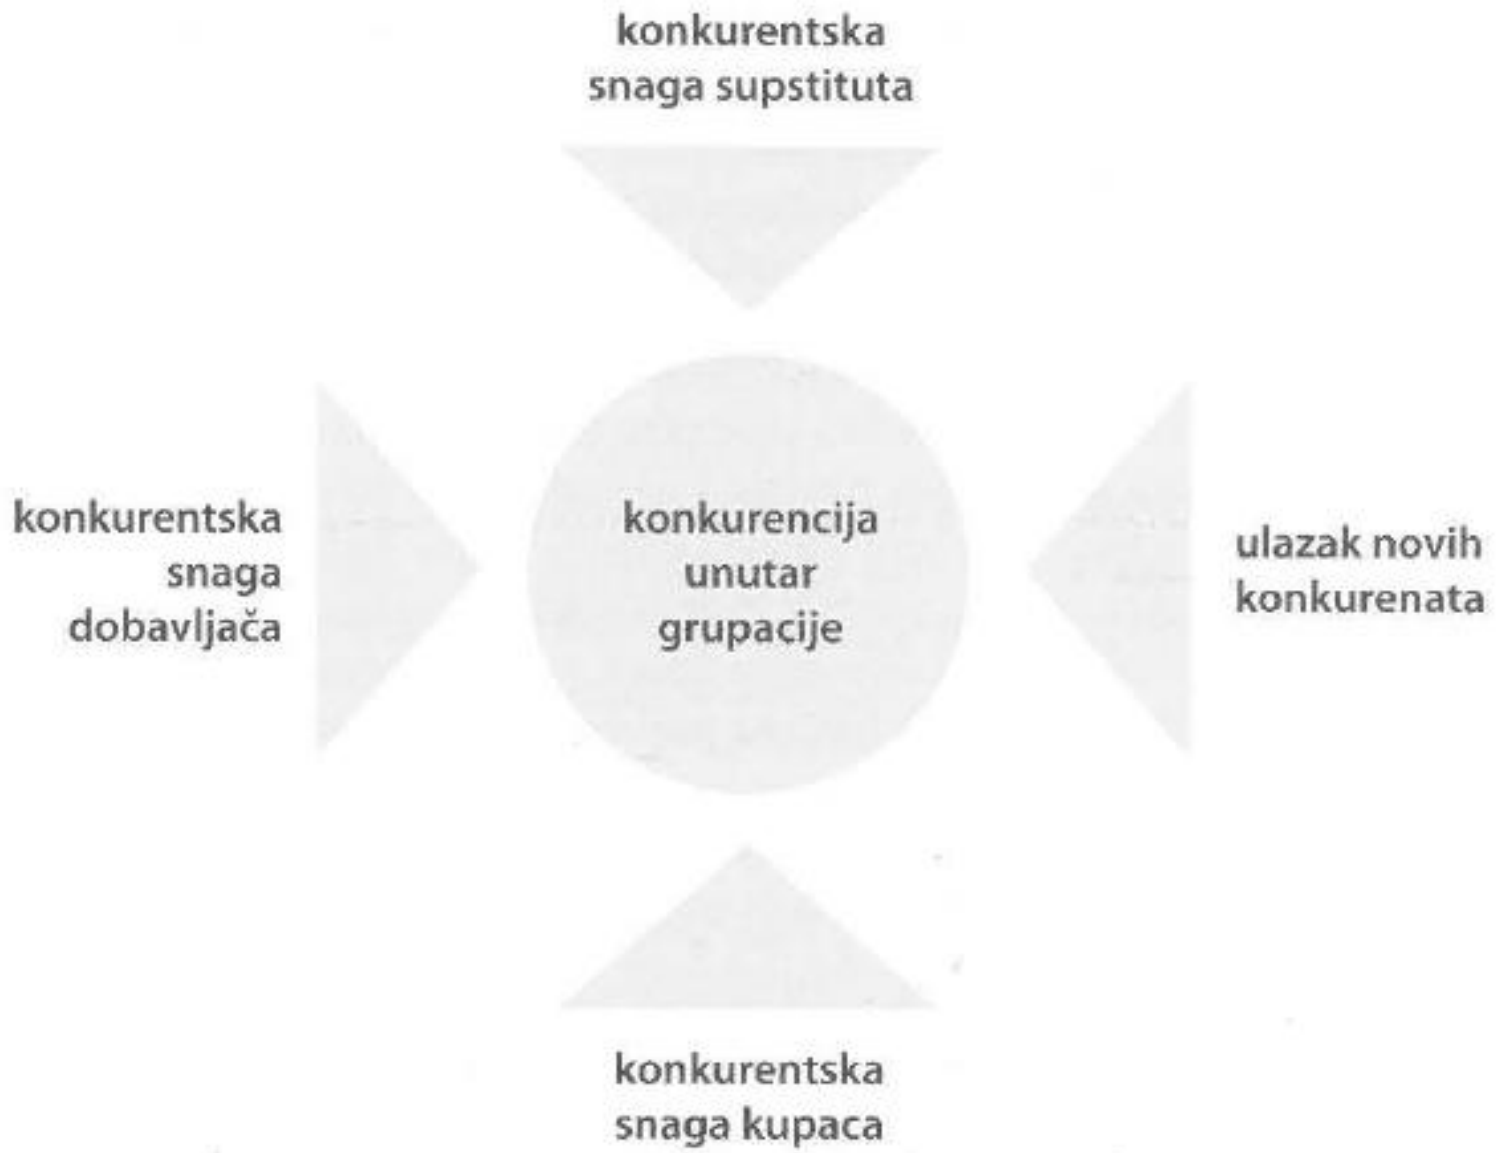 konkurentska
snaga supstituta
konkurentska
snaga
dobavljača
konkurencija
unutar
grupacije
ulazak novih
konkurenata
konkurentska
snaga kupaca